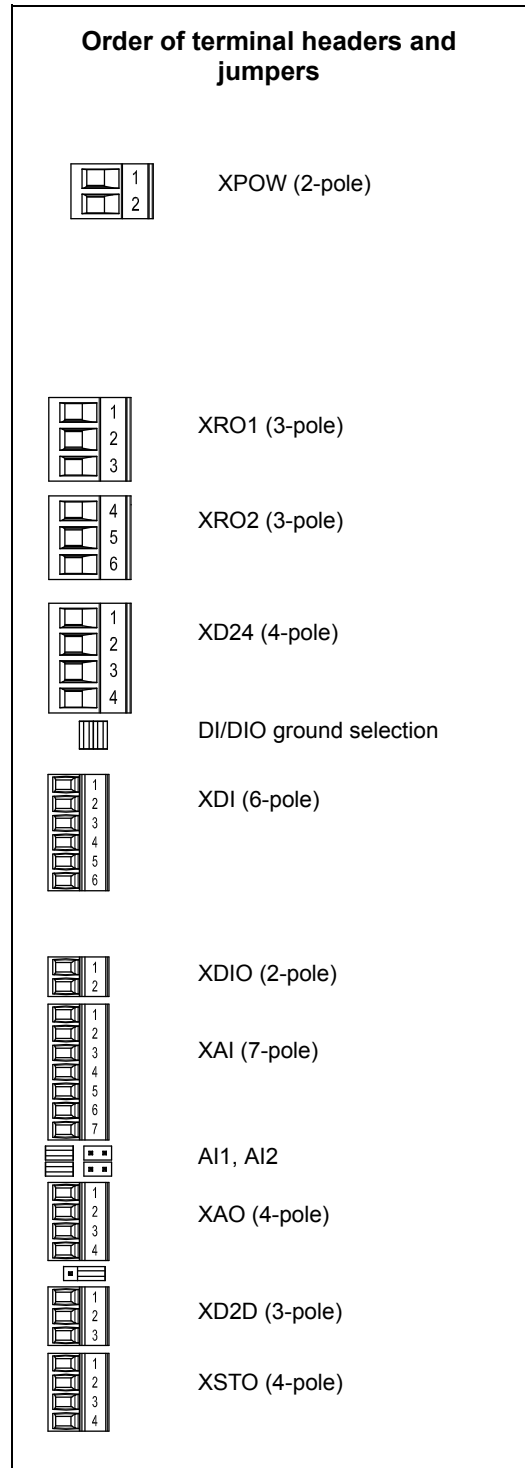 Order of terminal headers and
jumpers
1
2
XPOW (2-pole)
1
2
3
XRO1 (3-pole)
4
5
6
XRO2 (3-pole)
1
2
3
4
XD24 (4-pole)
DI/DIO ground selection
1
2
3
4
5
6
XDI (6-pole)
1
2
XDIO (2-pole)
1
2
3
4
5
6
7
XAI (7-pole)
AI1, AI2
1
2
3
4
XAO (4-pole)
1
2
3
XD2D (3-pole)
1
2
3
4
XSTO (4-pole)